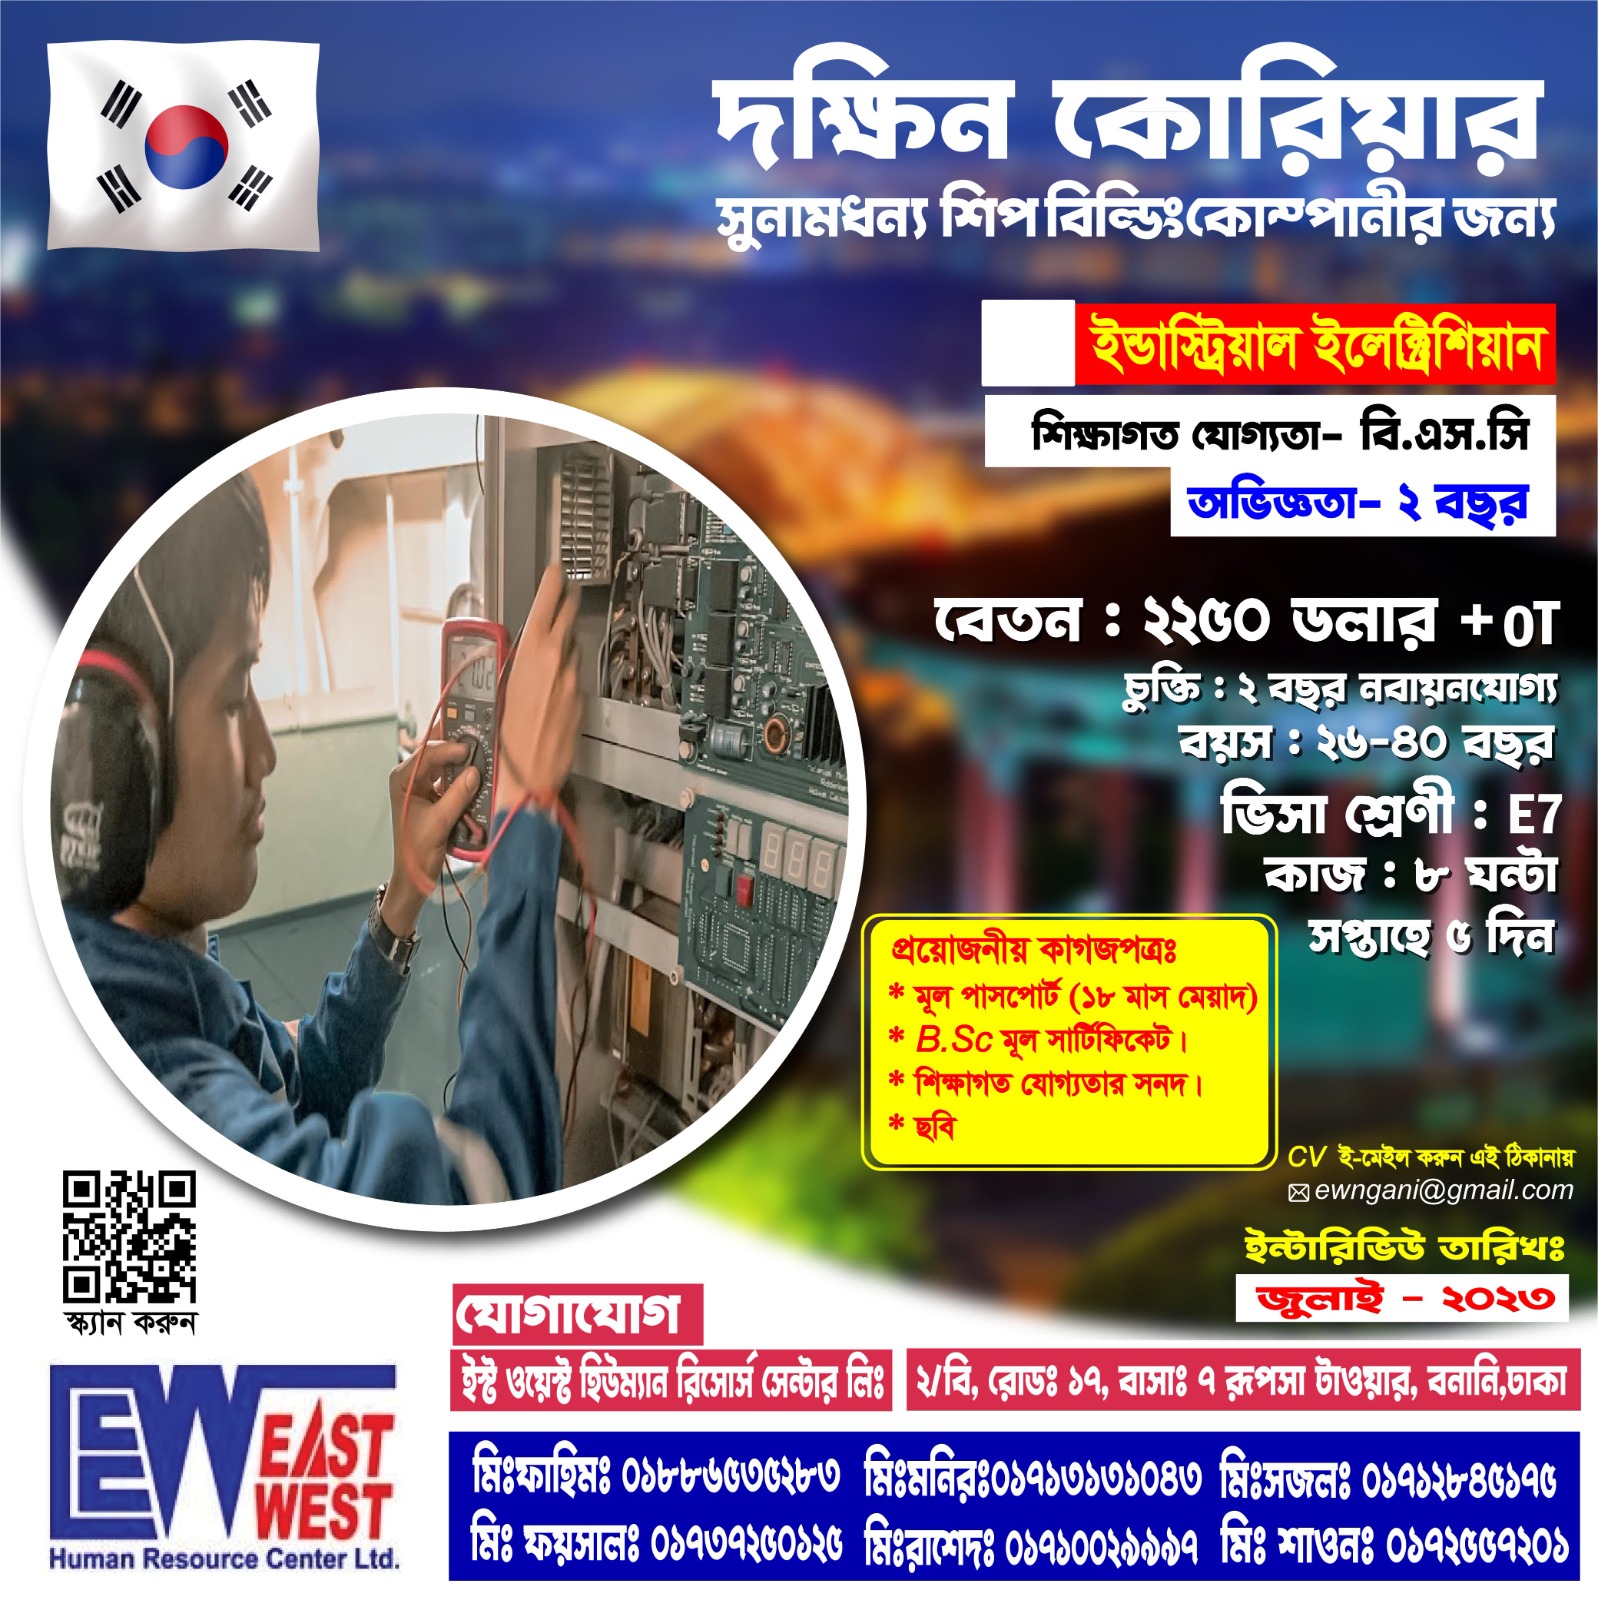 দক্ষিন কোরিয়ার
সুনামধন্য শিপ বিল্ডিং কোম্পানীর জন্য
ইন্ডাস্ট্রিয়াল ইলেক্ট্রিশিয়ান
শিক্ষাগত যোগ্যতা- বি.এস.সি
অভিজ্ঞতা- ২ বছর
বেতন : ২২৫০ ডলার +OT
চুক্তি : ২ বছর নবায়নযোগ্য
বয়স : ২৬-৪০ বছর
ভিসা শ্রেণী : E7
কাজ : ৮ ঘন্টা
সপ্তাহে ৫ দিন
প্রয়োজনীয় কাগজপত্রঃ
* মূল পাসপোর্ট (১৮ মাস মেয়াদ)
* B.Sc মূল সার্টিফিকেট।
* শিক্ষাগত যোগ্যতার সনদ।
* ছবি
CV ই-মেইল করুন এই ঠিকানায়
ewngani@gmail.com
ইন্টারিভিউ তারিখঃ
জুলাই - ২০২৩
স্ক্যান করুন
যোগাযোগ
ইস্ট ওয়েস্ট হিউম্যান রিসোর্স সেন্টার লিঃ
২/বি, রোডঃ ১৭, বাসাঃ ৭ রূপসা টাওয়ার, বনানি,ঢাকা
EW EAST WEST
Human Resource Center Ltd.
মিঃফাহিমঃ ০১৮৮৬৫৩৫২৮৩ মিঃমনিরঃ০১৭১৩১৩১০৪৩ মিঃসজলঃ ০১৭১২৮৪৫১৭৫
মিঃ ফয়সালঃ ০১৭৩৭২৫০১২৫ মিঃরাশেদঃ ০১৭১০০২৯৯৯৭ মিঃ শাওনঃ ০১৭২৫৫৭২০১